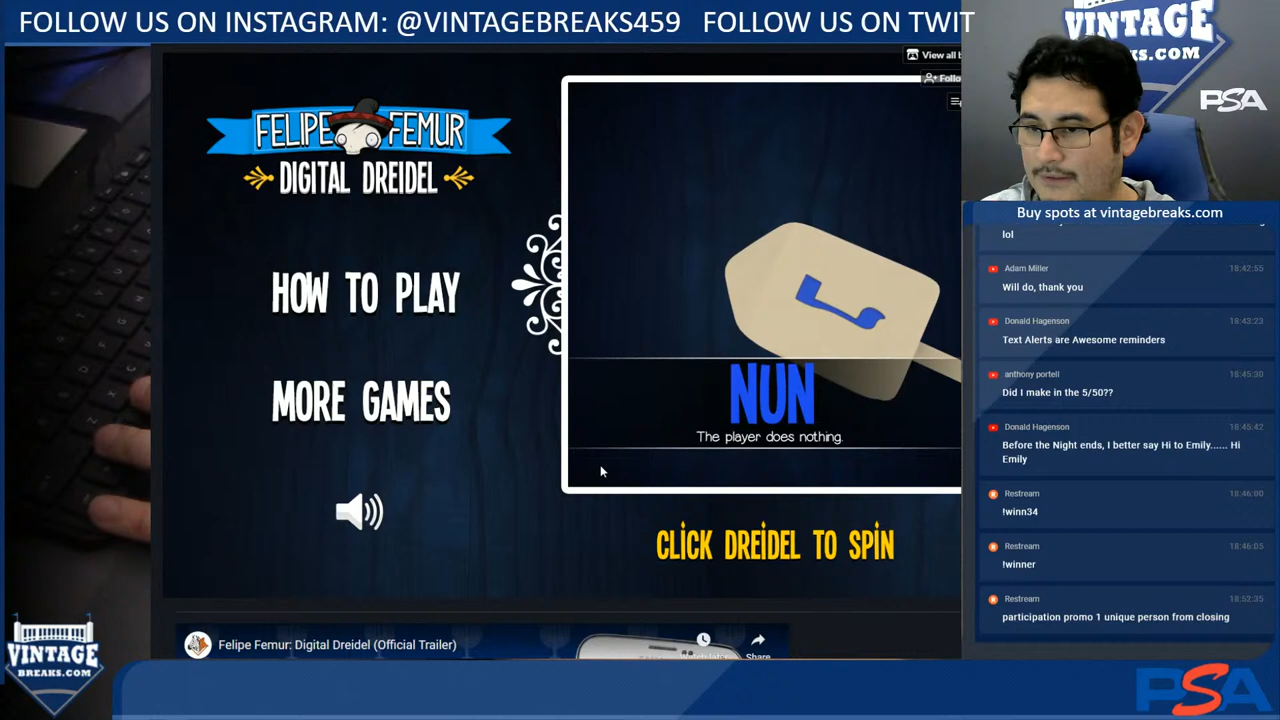 FOLLOW US ON INSTAGRAM: @VINTAGEBREAKS459 FOLLOW US ON TWIT
VINTAGE
BREAKS.COM
PSA
View all
Follo
FELIPE FEMUR
DIGITAL DREIDEL
HOW TO PLAY
MORE GAMES
נ
NUN
The player does nothing.
CLICK DREIDEL TO SPIN
Buy spots at vintagebreaks.com
lol
Adam Miller 18:42:55
Will do, thank you
Donald Hagenson 18:43:23
Text Alerts are Awesome reminders
anthony portell 18:45:30
Did I make in the 5/50??
Donald Hagenson 18:45:42
Before the Night ends, I better say Hi to Emily...... Hi
Emily
Restream 18:46:00
!winn34
Restream 18:46:05
!winner
Restream 18:52:35
participation promo 1 unique person from closing
Felipe Femur: Digital Dreidel (Official Trailer)
Watch later
Share
VINTAGE
BREAKS.COM
PSA